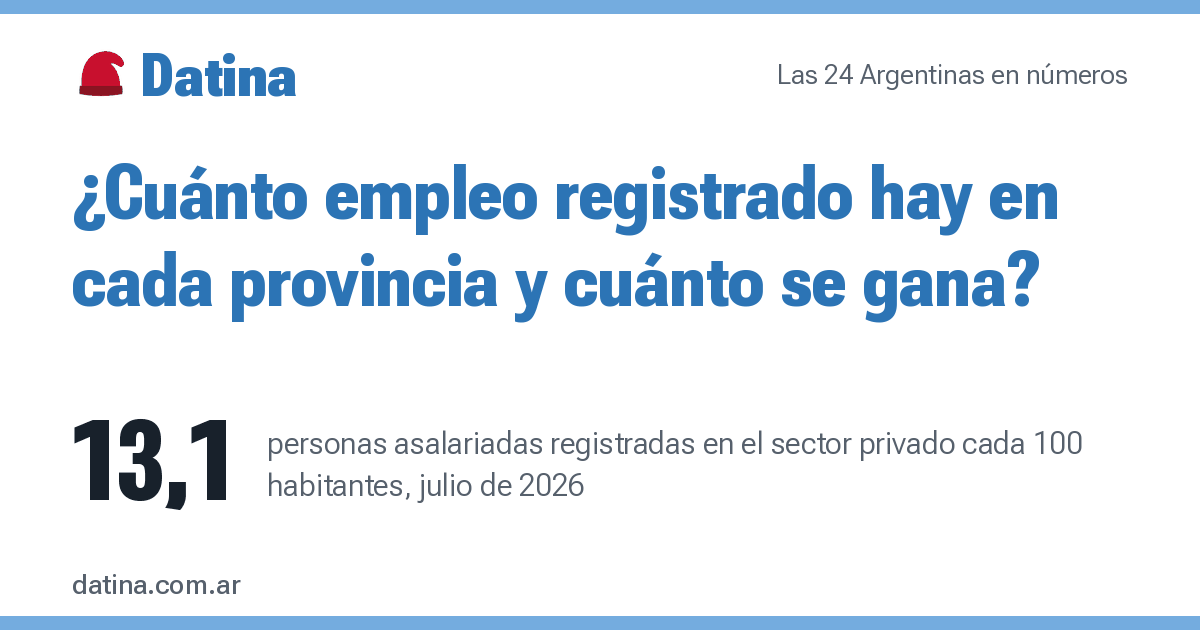 Datina
Las 24 Argentinas en números
¿Cuánto empleo registrado hay en
cada provincia y cuánto se gana?
13,1
personas asalariadas registradas en el sector privado cada 100
habitantes, julio de 2026
datina.com.ar